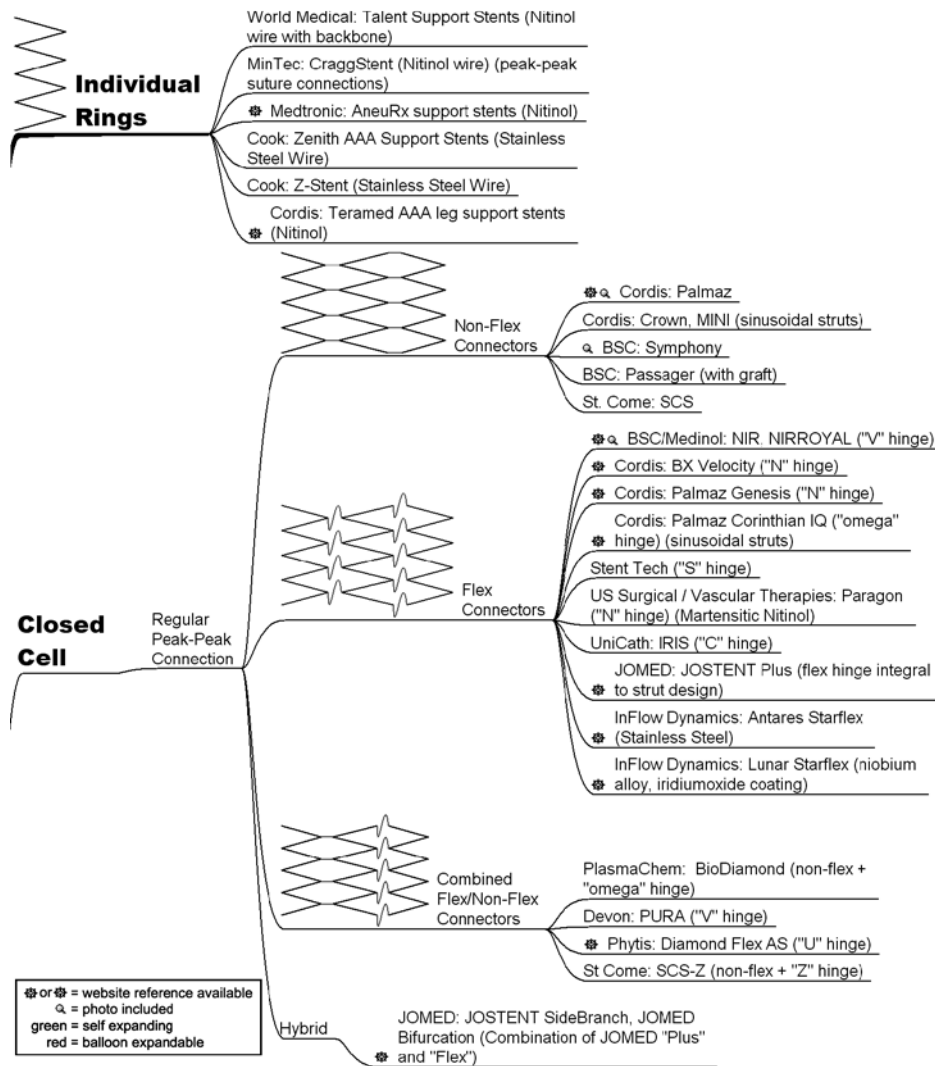 World Medical: Talent Support Stents (Nitinol
wire with backbone)
MinTec: CraggStent (Nitinol wire) (peak-peak
suture connections)
Individual
Rings
Medtronic: AneuRx support stents (Nitinol)
Cook: Zenith AAA Support Stents (Stainless
Steel Wire)
Cook: Z-Stent (Stainless Steel Wire)
Cordis: Teramed AAA leg support stents
(Nitinol)
Non-Flex
Connectors
Cordis: Palmaz
Cordis: Crown, MINI (sinusoidal struts)
BSC: Symphony
BSC: Passager (with graft)
St. Come: SCS
BSC/Medinol: NIR. NIRROYAL ("V" hinge)
Cordis: BX Velocity ("N" hinge)
Cordis: Palmaz Genesis ("N" hinge)
Cordis: Palmaz Corinthian IQ ("omega"
hinge) (sinusoidal struts)
Stent Tech ("S" hinge)
Flex
Connectors
US Surgical / Vascular Therapies: Paragon
("N" hinge) (Martensitic Nitinol)
UniCath: IRIS ("C" hinge)
JOMED: JOSTENT Plus (flex hinge integral
to strut design)
InFlow Dynamics: Antares Starflex
(Stainless Steel)
InFlow Dynamics: Lunar Starflex (niobium
alloy, iridiumoxide coating)
Closed
Cell
Regular
Peak-Peak
Connection
Combined
Flex/Non-Flex
Connectors
PlasmaChem: BioDiamond (non-flex +
"omega" hinge)
Devon: PURA ("V" hinge)
Phytis: Diamond Flex AS ("U" hinge)
St Come: SCS-Z (non-flex + "Z" hinge)
Hybrid
JOMED: JOSTENT SideBranch, JOMED
Bifurcation (Combination of JOMED "Plus"
and "Flex")
or = website reference available
= photo included
green = self expanding
red = balloon expandable